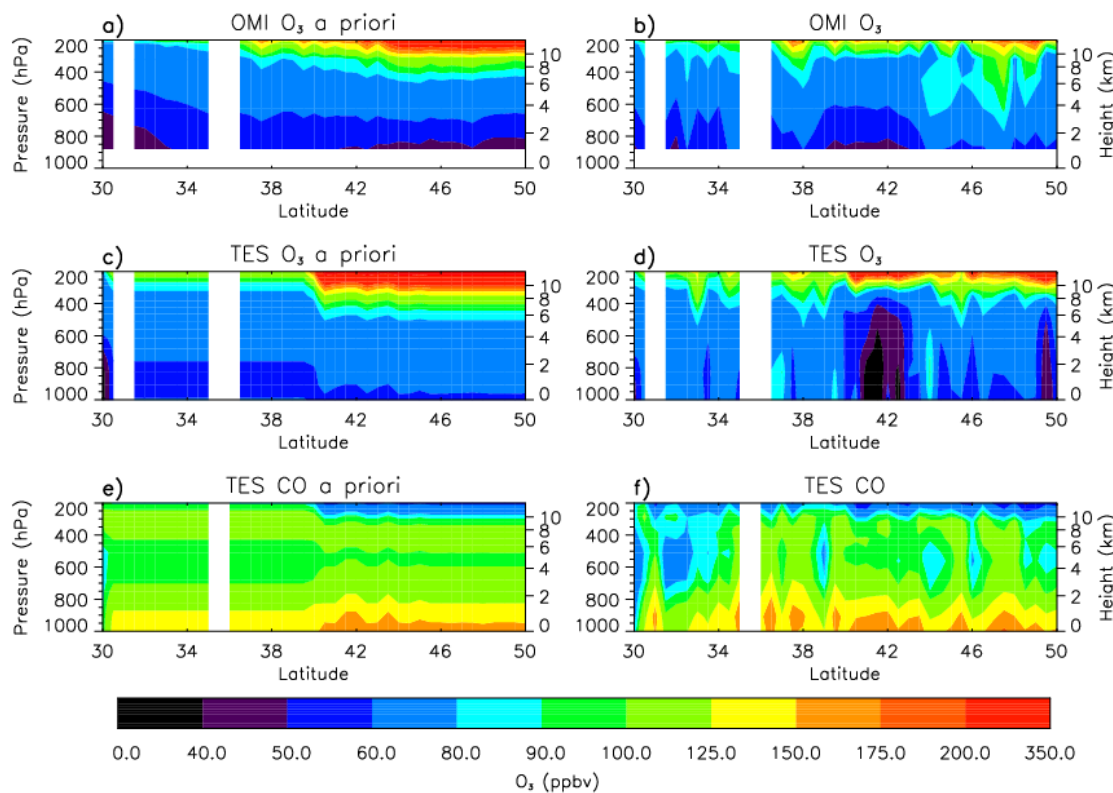 a) OMI O₃ a priori
200
400
600
800
1000
Pressure (hPa)
10
8
6
4
2
0
30 34 38 42 46 50
Latitude
b) OMI O₃
200
400
600
800
1000
10
8
6
4
2
0
Height (km)
30 34 38 42 46 50
Latitude
c) TES O₃ a priori
200
400
600
800
1000
Pressure (hPa)
10
8
6
4
2
0
30 34 38 42 46 50
Latitude
d) TES O₃
200
400
600
800
1000
10
8
6
4
2
0
Height (km)
30 34 38 42 46 50
Latitude
e) TES CO a priori
200
400
600
800
1000
Pressure (hPa)
10
8
6
4
2
0
30 34 38 42 46 50
Latitude
f) TES CO
200
400
600
800
1000
10
8
6
4
2
0
Height (km)
30 34 38 42 46 50
Latitude
0.0 40.0 50.0 60.0 80.0 90.0 100.0 125.0 150.0 175.0 200.0 350.0
O₃ (ppbv)